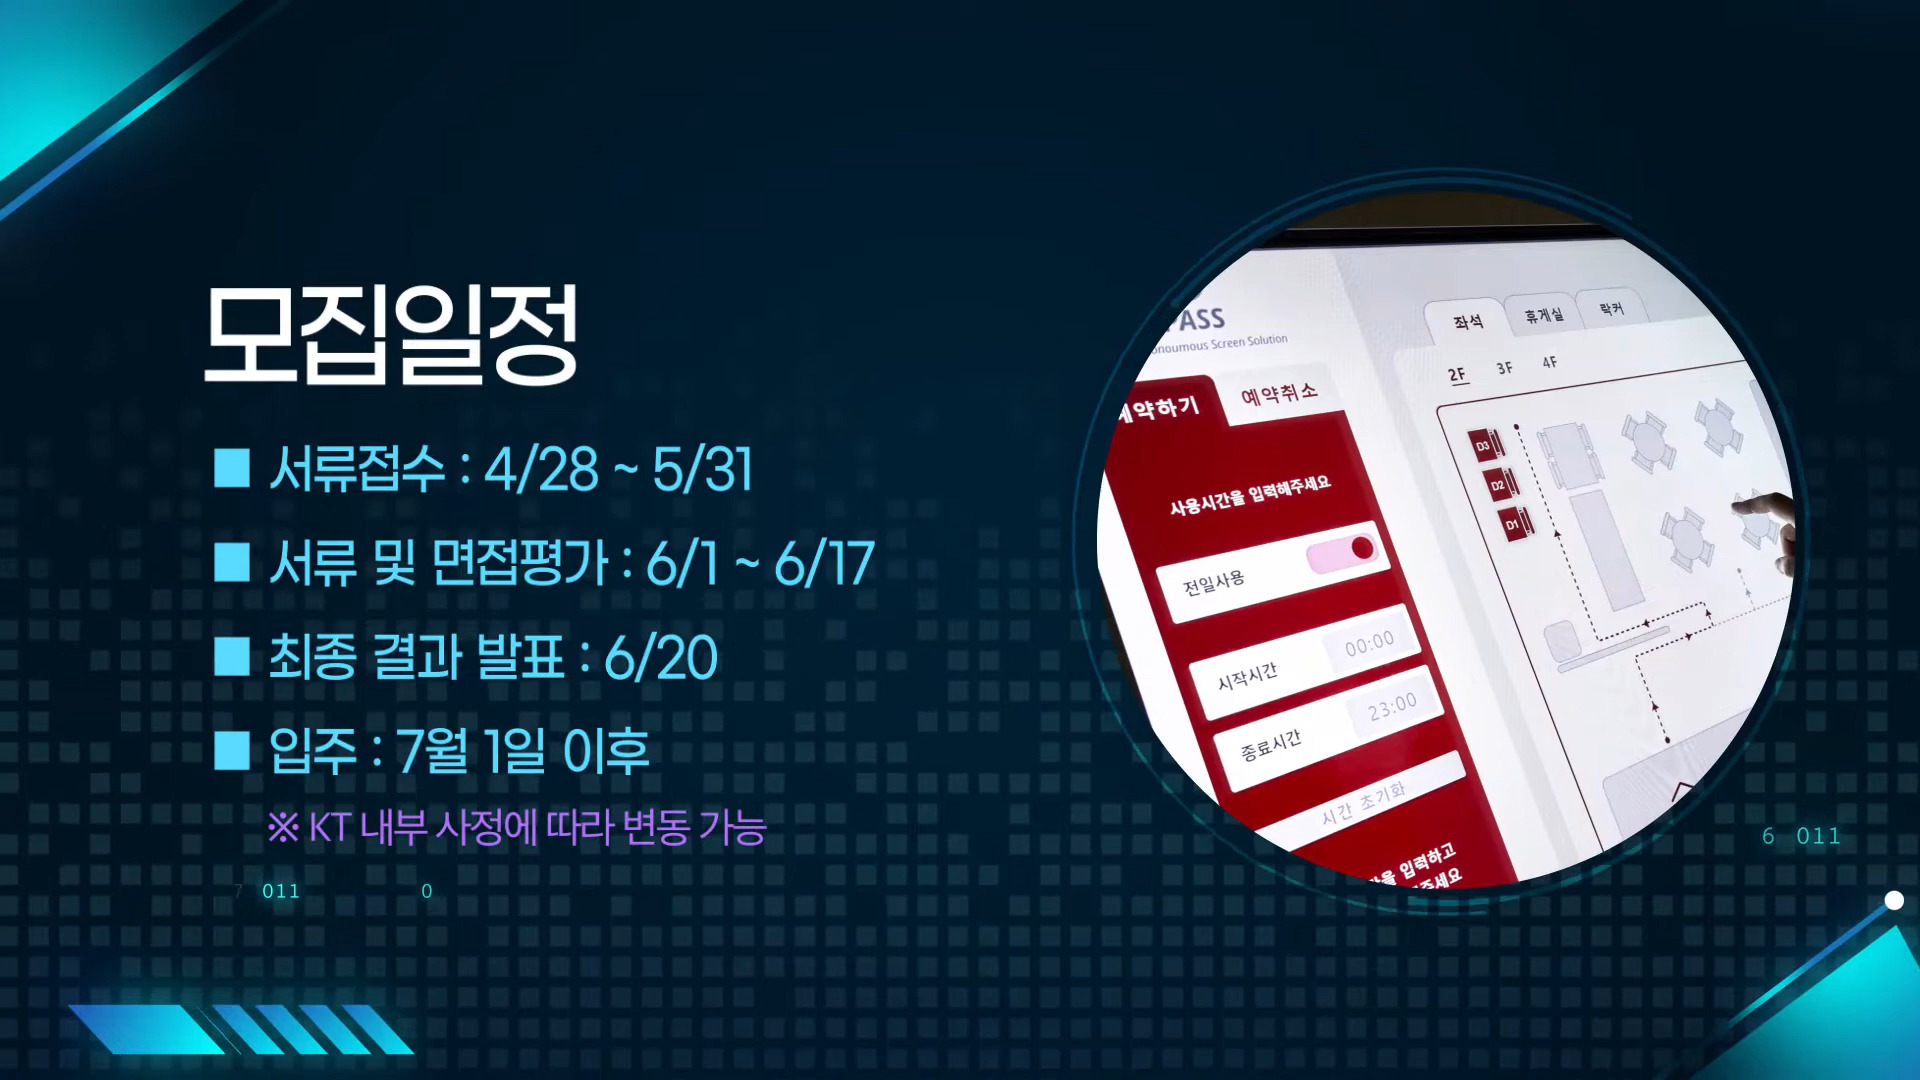 모집일정
■ 서류접수 : 4/28 ~ 5/31
■ 서류 및 면접평가 : 6/1 ~ 6/17
■ 최종 결과 발표 : 6/20
■ 입주 : 7월 1일 이후
※ KT 내부 사정에 따라 변동 가능
7 011 0
PASS
Screen Solution
예약하기 예약취소
사용시간을 입력해주세요
전일사용
시작시간 00:00
종료시간 23:00
시간 초기화
입력하고
좌석 휴게실 락커
2F 3F 4F
D3
D2
D1
6 011